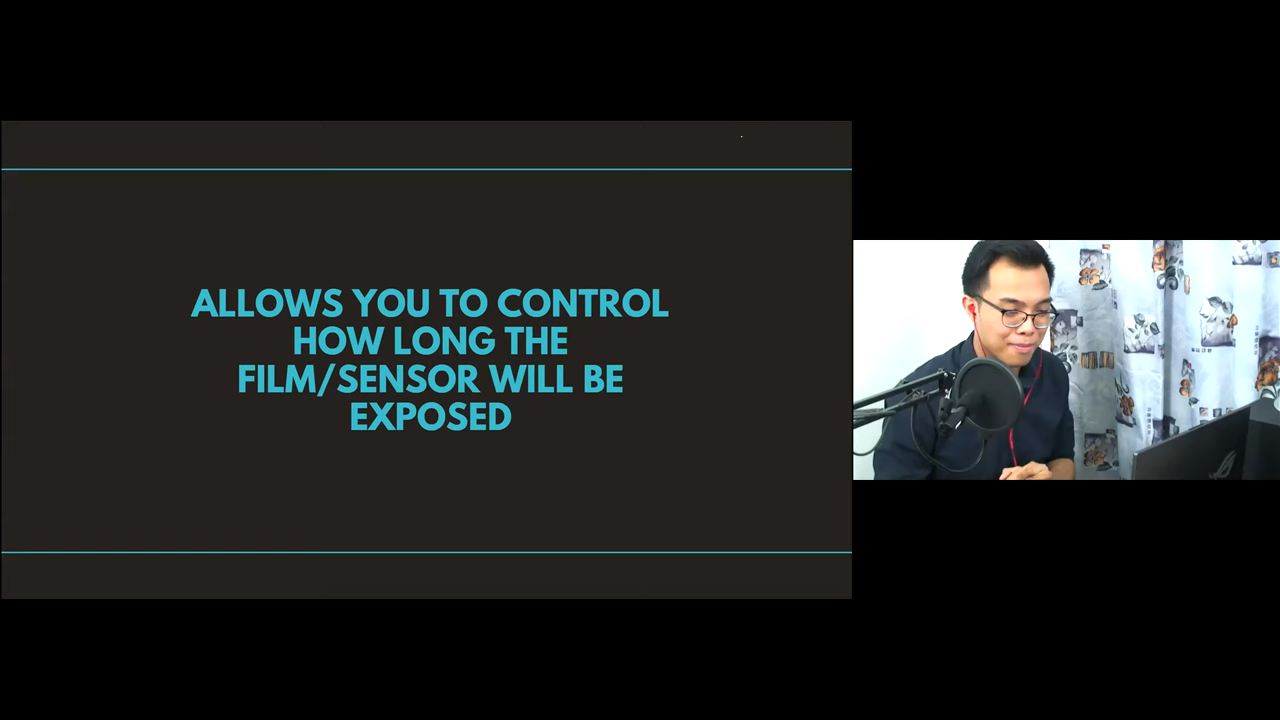 ALLOWS YOU TO CONTROL
HOW LONG THE
FILM/SENSOR WILL BE
EXPOSED